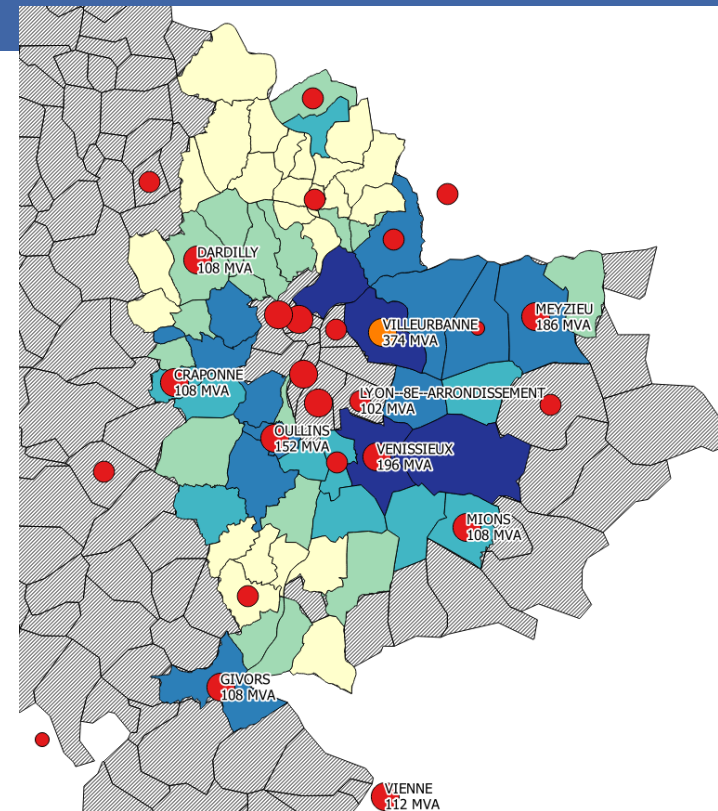 DARDILLY
108 MVA
MEYZIEU
186 MVA
VILLEURBANNE
374 MVA
CRAPONNE
108 MVA
LYON--8E--ARRONDISSEMENT
102 MVA
OULLINS
152 MVA
VENISSIEUX
196 MVA
MIONS
108 MVA
GIVORS
108 MVA
VIENNE
112 MVA